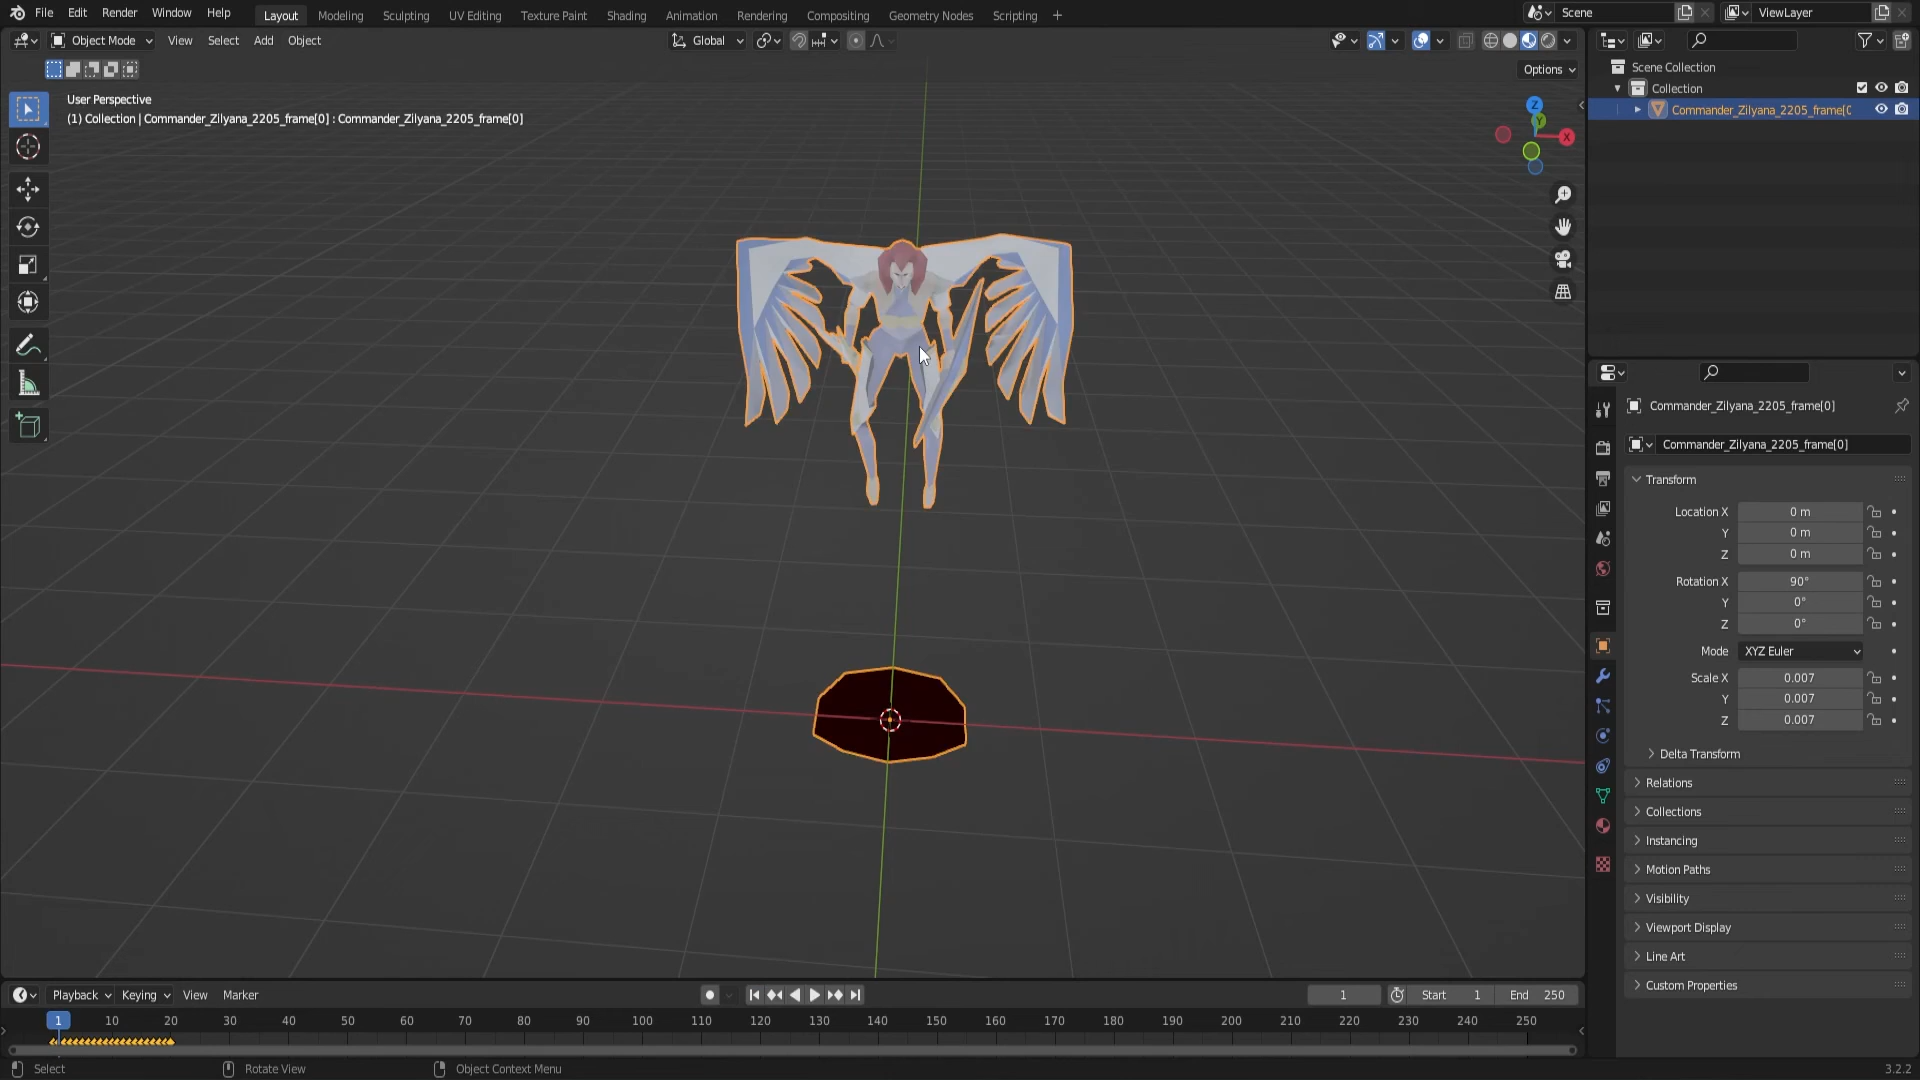 File Edit Render Window Help Layout Modeling Sculpting UV Editing Texture Paint Shading Animation Rendering Compositing Geometry Nodes Scripting + Scene ViewLayer
Object Mode View Select Add Object Global
Options
User Perspective
(1) Collection | Commander_Zilyana_2205_frame[0] : Commander_Zilyana_2205_frame[0]
Z
Y
X
Scene Collection
Collection
Commander_Zilyana_2205_frame[0
Commander_Zilyana_2205_frame[0]
Commander_Zilyana_2205_frame[0]
Transform
Location X 0 m
Y 0 m
Z 0 m
Rotation X 90°
Y 0°
Z 0°
Mode XYZ Euler
Scale X 0.007
Y 0.007
Z 0.007
Delta Transform
Relations
Collections
Instancing
Motion Paths
Visibility
Viewport Display
Line Art
Custom Properties
Playback Keying View Marker 1 Start 1 End 250
1 10 20 30 40 50 60 70 80 90 100 110 120 130 140 150 160 170 180 190 200 210 220 230 240 250
Select Rotate View Object Context Menu 3.2.2